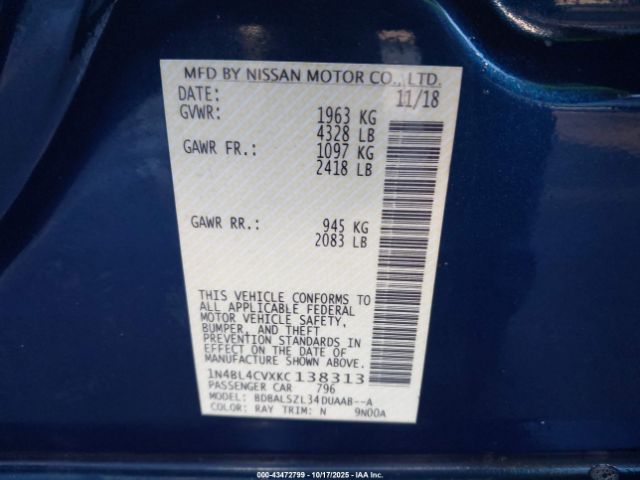 MFD BY NISSAN MOTOR CO., LTD.
DATE: 11/18
GVWR: 1963 KG
4328 LB
GAWR FR.: 1097 KG
2418 LB
GAWR RR.: 945 KG
2083 LB
THIS VEHICLE CONFORMS TO
ALL APPLICABLE FEDERAL
MOTOR VEHICLE SAFETY,
BUMPER, AND THEFT
PREVENTION STANDARDS IN
EFFECT ON THE DATE OF
MANUFACTURE SHOWN ABOVE.
1N4BL4CVXKC138313
PASSENGER CAR 796
MODEL: BDBALSZL34DUAAB--A
COLOR: RAY TRIM: N 9N00A
000-43472799 - 10/17/2025 - IAA Corp.